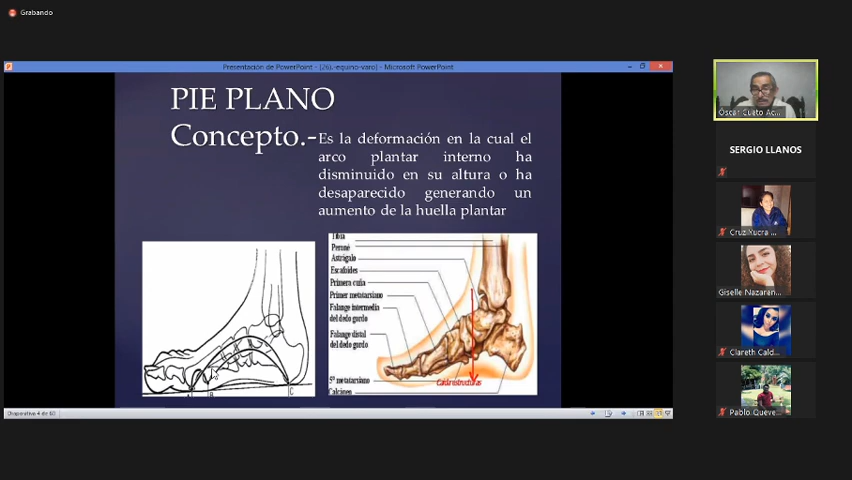 Grabando
Presentación de PowerPoint - [26).-equino-varo] - Microsoft PowerPoint
PIE PLANO
Concepto.- Es la deformación en la cual el
arco plantar interno ha
disminuido en su altura o ha
desaparecido generando un
aumento de la huella plantar
Tibia
Peroné
Astrágalo
Escafoides
Primera cuña
Primer metatarsiano
Falange intermedia
del dedo gordo
Falange distal
del dedo gordo
5º metatarsiano
Calcáneo
B
C
Diapositiva 4 de 50
SERGIO LLANOS
Cruz Yucra
Giselle Nazaran...
Clareth Cald...
Pablo Queve...